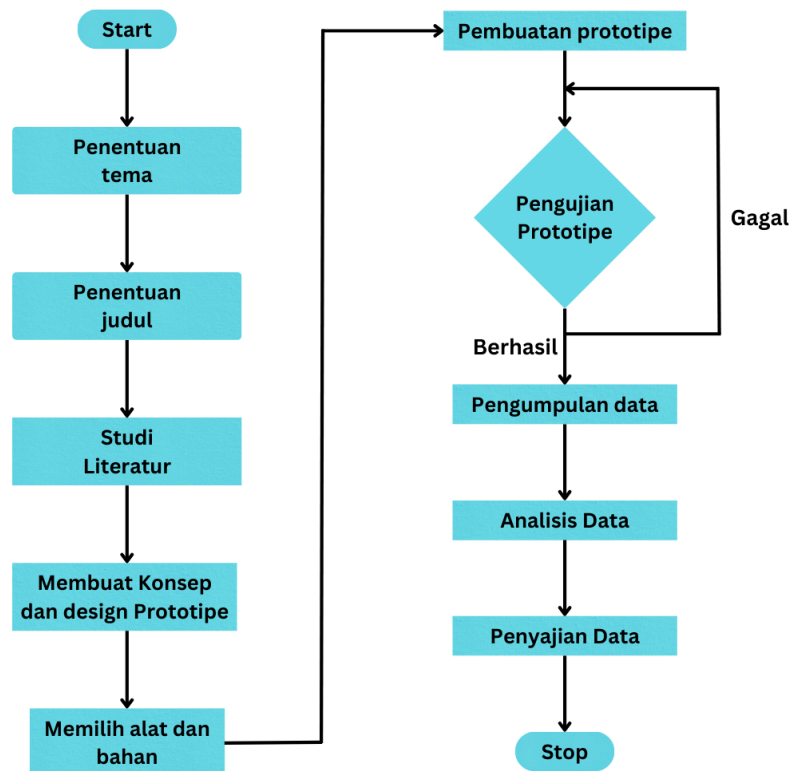 Start
Penentuan
tema
Penentuan
judul
Studi
Literatur
Membuat Konsep
dan design Prototipe
Memilih alat dan
bahan
Pembuatan prototipe
Pengujian
Prototipe
Gagal
Berhasil
Pengumpulan data
Analisis Data
Penyajian Data
Stop